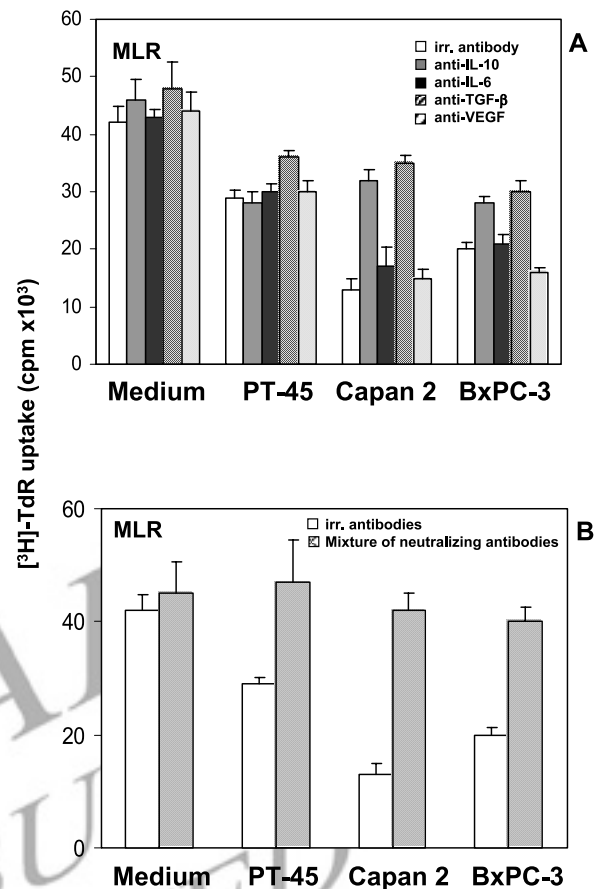 MLR
A
irr. antibody
anti-IL-10
anti-IL-6
anti-TGF-β
anti-VEGF
60
50
40
30
20
10
0
Medium PT-45 Capan 2 BxPC-3
[³H]-TdR uptake (cpm x10³)
MLR
B
irr. antibodies
Mixture of neutralizing antibodies
60
40
20
0
Medium PT-45 Capan 2 BxPC-3